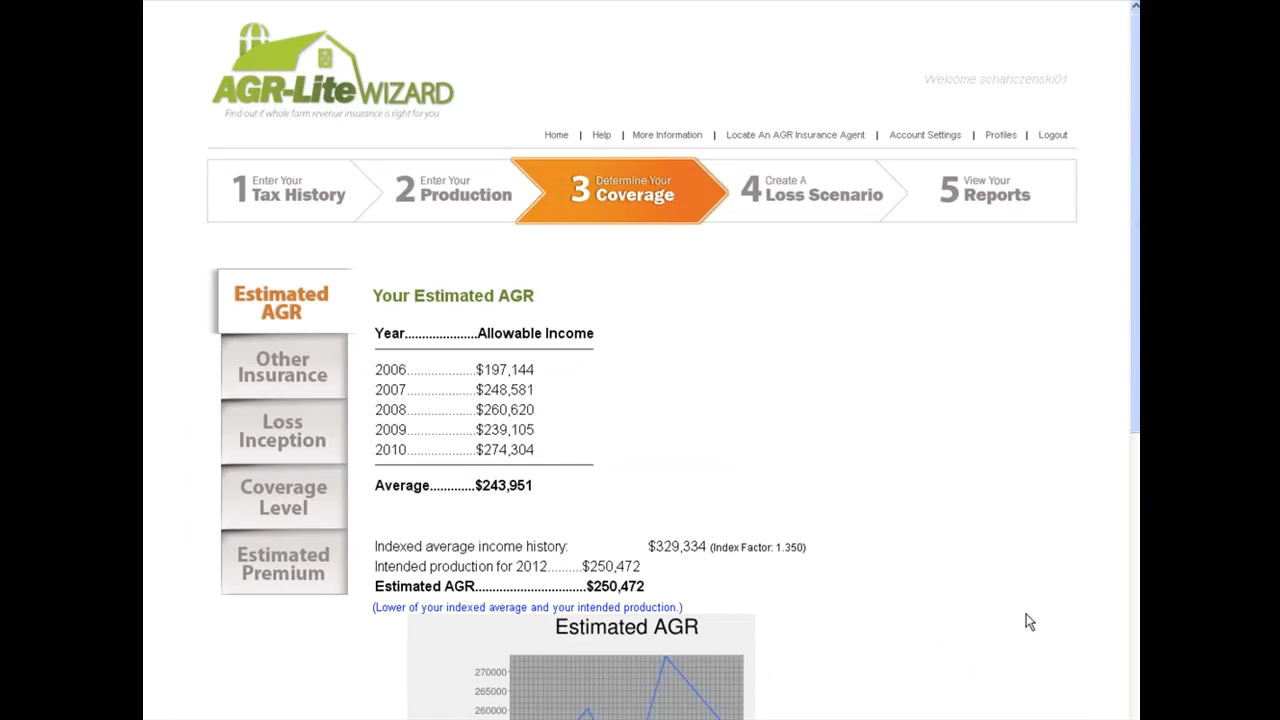 AGR-Lite WIZARD
Find out if whole farm revenue insurance is right for you
Welcome schahczenski01
Home | Help | More Information | Locate An AGR Insurance Agent | Account Settings | Profiles | Logout
1 Enter Your Tax History
2 Enter Your Production
3 Determine Your Coverage
4 Create A Loss Scenario
5 View Your Reports
Estimated AGR
Other Insurance
Loss Inception
Coverage Level
Estimated Premium
Your Estimated AGR
Year.....................Allowable Income
2006....................$197,144
2007....................$248,581
2008....................$260,620
2009....................$239,105
2010....................$274,304
Average.............$243,951
Indexed average income history: $329,334 (Index Factor: 1.350)
Intended production for 2012..........$250,472
Estimated AGR................................$250,472
(Lower of your indexed average and your intended production.)
Estimated AGR
270000
265000
260000